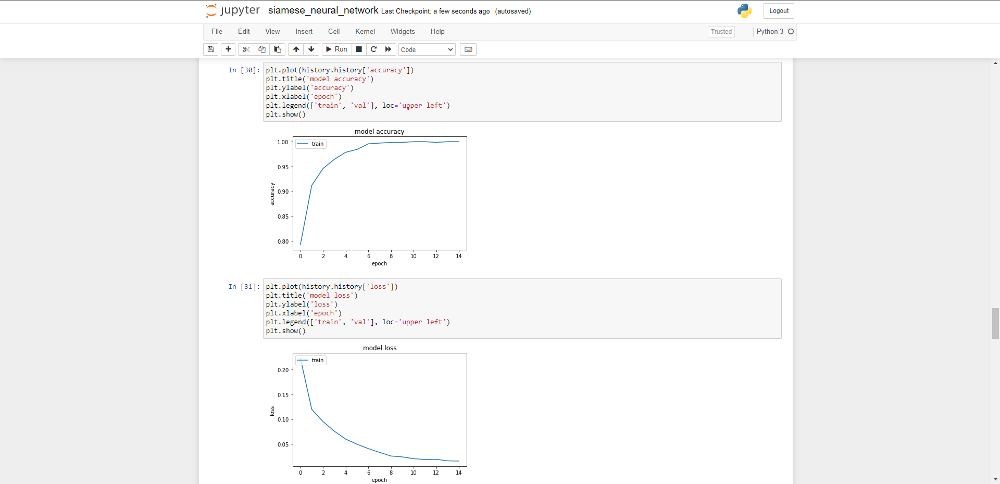 jupyter siamese_neural_network Last Checkpoint: a few seconds ago (autosaved) Logout
File Edit View Insert Cell Kernel Widgets Help Trusted Python 3
Run Code
In [30]: plt.plot(history.history['accuracy'])
plt.title('model accuracy')
plt.ylabel('accuracy')
plt.xlabel('epoch')
plt.legend(['train', 'val'], loc='upper left')
plt.show()
model accuracy
train
1.00
0.95
0.90
0.85
0.80
accuracy
0 2 4 6 8 10 12 14
epoch
In [31]: plt.plot(history.history['loss'])
plt.title('model loss')
plt.ylabel('loss')
plt.xlabel('epoch')
plt.legend(['train', 'val'], loc='upper left')
plt.show()
model loss
train
0.20
0.15
0.10
0.05
loss
0 2 4 6 8 10 12 14
epoch